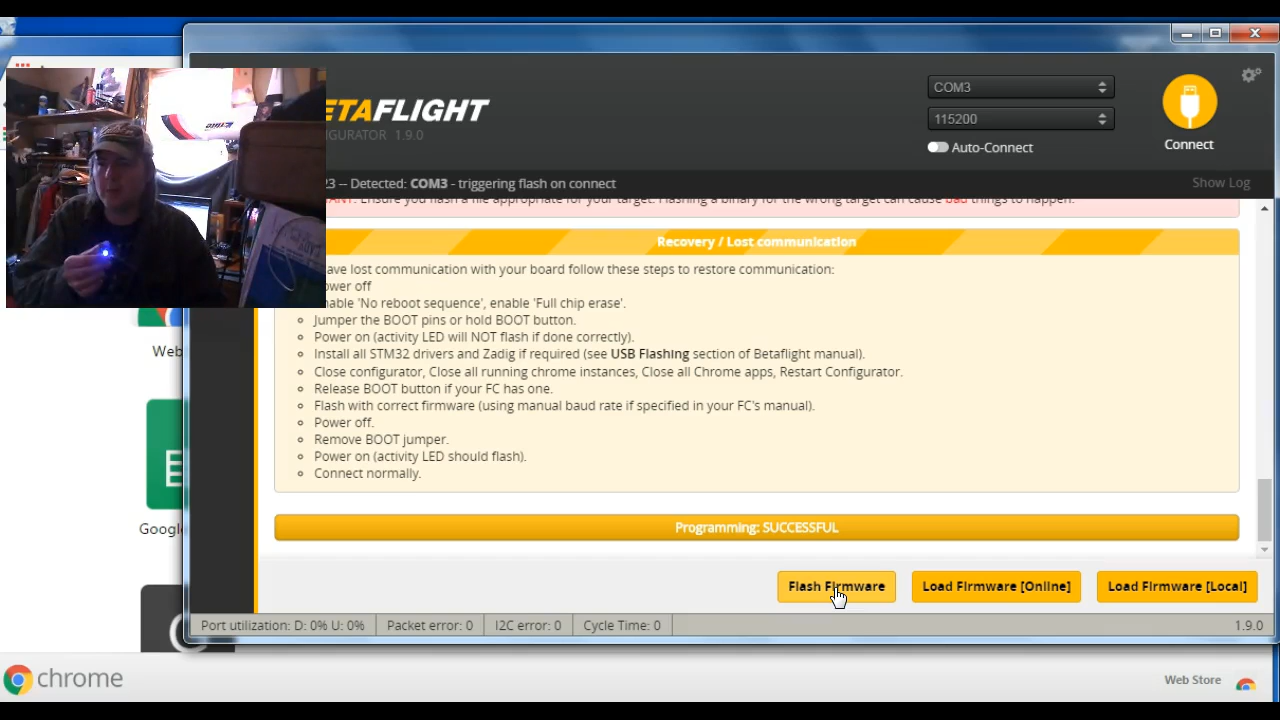 ETAFLIGHT
IGURATOR 1.9.0
COM3
115200
Auto-Connect
Connect
23 -- Detected: COM3 - triggering flash on connect
Show Log
ANT: Ensure you flash a file appropriate for your target. Flashing a binary for the wrong target can cause bad things to happen.
Recovery / Lost communication
ave lost communication with your board follow these steps to restore communication:
ower off
nable 'No reboot sequence', enable 'Full chip erase'.
Jumper the BOOT pins or hold BOOT button.
Power on (activity LED will NOT flash if done correctly).
Install all STM32 drivers and Zadig if required (see USB Flashing section of Betaflight manual).
Close configurator, Close all running chrome instances, Close all Chrome apps, Restart Configurator.
Release BOOT button if your FC has one.
Flash with correct firmware (using manual baud rate if specified in your FC's manual).
Power off.
Remove BOOT jumper.
Power on (activity LED should flash).
Connect normally.
Programming: SUCCESSFUL
Flash Firmware
Load Firmware [Online]
Load Firmware [Local]
Port utilization: D: 0% U: 0%
Packet error: 0
I2C error: 0
Cycle Time: 0
1.9.0
Web
Google
chrome
Web Store